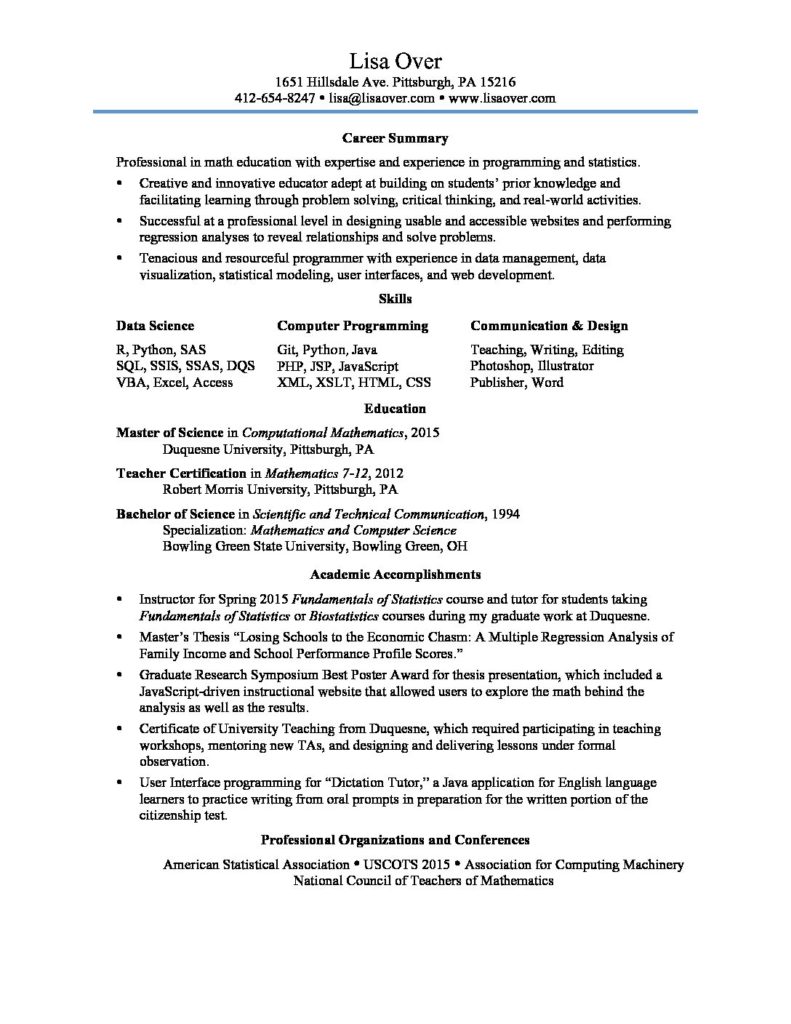 Lisa Over
1651 Hillsdale Ave. Pittsburgh, PA 15216
412-654-8247 • lisa@lisaover.com • www.lisaover.com
Career Summary
Professional in math education with expertise and experience in programming and statistics.
• Creative and innovative educator adept at building on students’ prior knowledge and
facilitating learning through problem solving, critical thinking, and real-world activities.
• Successful at a professional level in designing usable and accessible websites and performing
regression analyses to reveal relationships and solve problems.
• Tenacious and resourceful programmer with experience in data management, data
visualization, statistical modeling, user interfaces, and web development.
Skills
Data Science Computer Programming Communication & Design
R, Python, SAS Git, Python, Java Teaching, Writing, Editing
SQL, SSIS, SSAS, DQS PHP, JSP, JavaScript Photoshop, Illustrator
VBA, Excel, Access XML, XSLT, HTML, CSS Publisher, Word
Education
Master of Science in Computational Mathematics, 2015
Duquesne University, Pittsburgh, PA
Teacher Certification in Mathematics 7-12, 2012
Robert Morris University, Pittsburgh, PA
Bachelor of Science in Scientific and Technical Communication, 1994
Specialization: Mathematics and Computer Science
Bowling Green State University, Bowling Green, OH
Academic Accomplishments
• Instructor for Spring 2015 Fundamentals of Statistics course and tutor for students taking
Fundamentals of Statistics or Biostatistics courses during my graduate work at Duquesne.
• Master’s Thesis “Losing Schools to the Economic Chasm: A Multiple Regression Analysis of
Family Income and School Performance Profile Scores.”
• Graduate Research Symposium Best Poster Award for thesis presentation, which included a
JavaScript-driven instructional website that allowed users to explore the math behind the
analysis as well as the results.
• Certificate of University Teaching from Duquesne, which required participating in teaching
workshops, mentoring new TAs, and designing and delivering lessons under formal
observation.
• User Interface programming for “Dictation Tutor,” a Java application for English language
learners to practice writing from oral prompts in preparation for the written portion of the
citizenship test.
Professional Organizations and Conferences
American Statistical Association • USCOTS 2015 • Association for Computing Machinery
National Council of Teachers of Mathematics